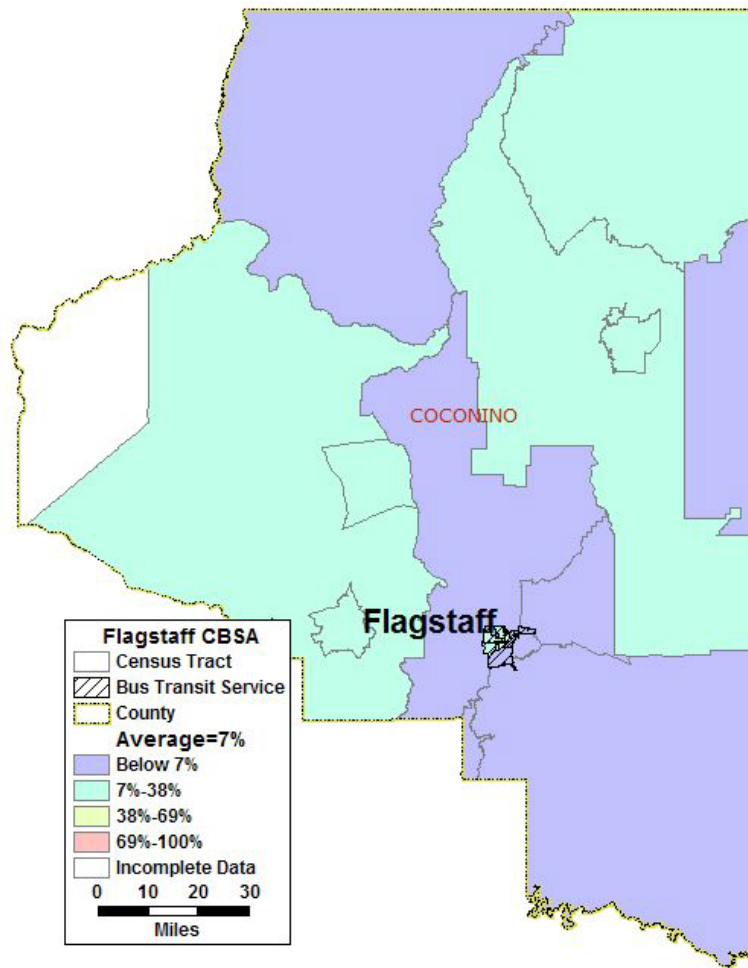 COCONINO
Flagstaff
Flagstaff CBSA
Census Tract
Bus Transit Service
County
Average=7%
Below 7%
7%-38%
38%-69%
69%-100%
Incomplete Data
0 10 20 30
Miles